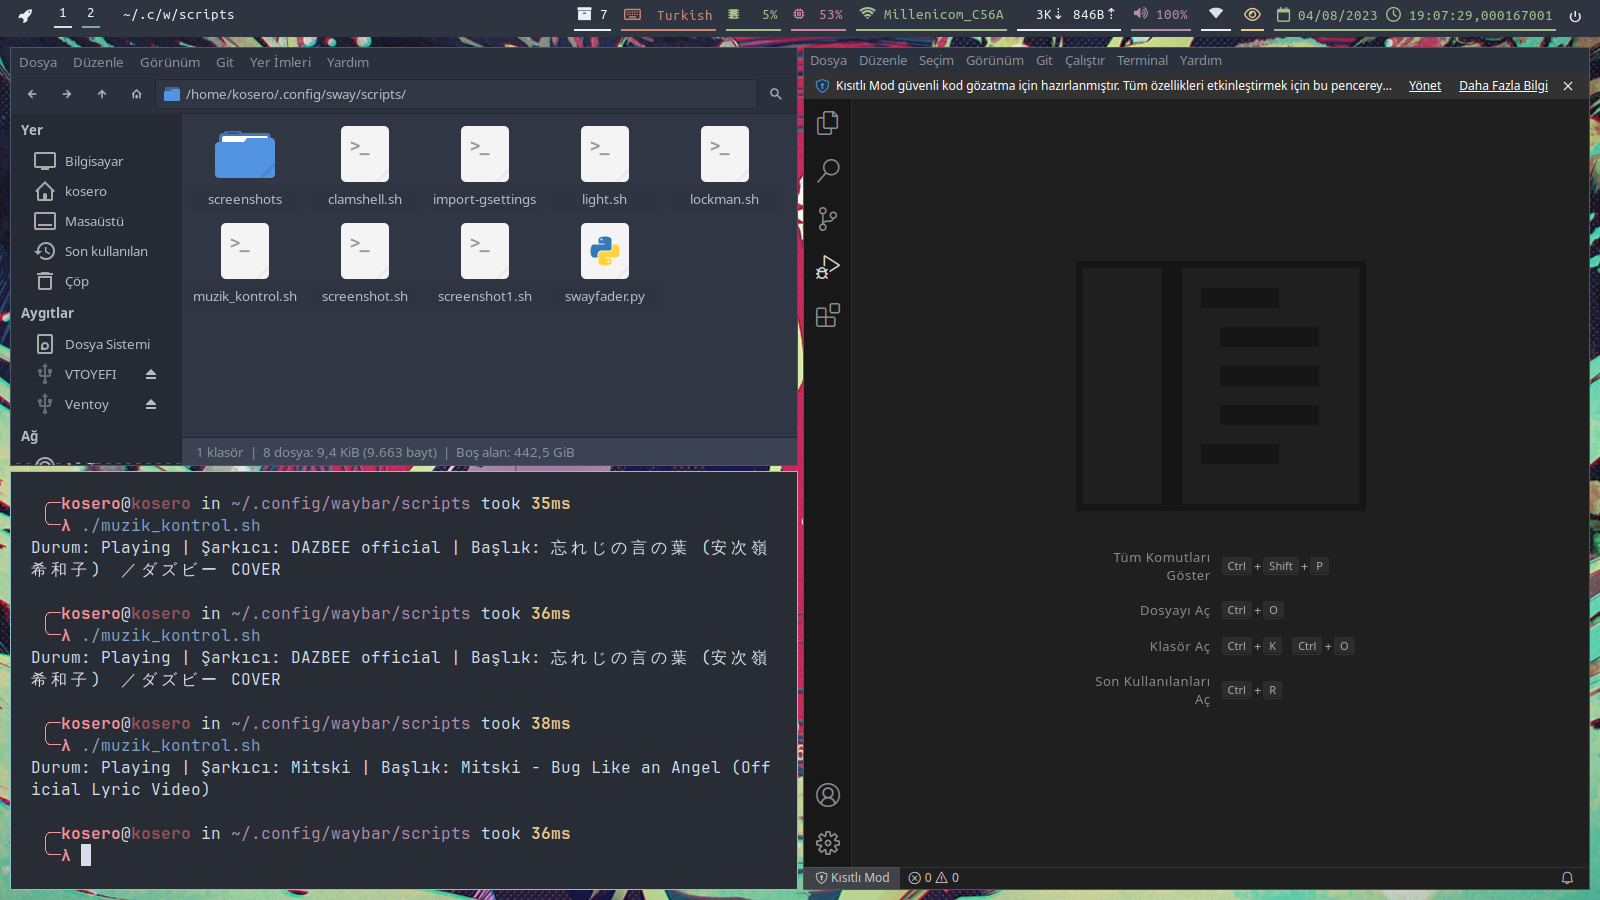 1 2 ~/.c/w/scripts 7 Turkish 5% 53% Millenicom_C56A 3K↓ 846B↑ 100% 04/08/2023 19:07:29,000167001
Dosya Düzenle Görünüm Git Yer İmleri Yardım
/home/kosero/.config/sway/scripts/
Yer
Bilgisayar
kosero
Masaüstü
Son kullanılan
Çöp
Aygıtlar
Dosya Sistemi
VTOYEFI
Ventoy
Ağ
screenshots clamshell.sh import-gsettings light.sh lockman.sh
muzik_kontrol.sh screenshot.sh screenshot1.sh swayfader.py
1 klasör | 8 dosya: 9,4 KiB (9.663 bayt) | Boş alan: 442,5 GiB
kosero@kosero in ~/.config/waybar/scripts took 35ms
λ ./muzik_kontrol.sh
Durum: Playing | Şarkıcı: DAZBEE official | Başlık: 忘れじの言の葉 (安次嶺
希和子) ／ダズビー COVER
kosero@kosero in ~/.config/waybar/scripts took 36ms
λ ./muzik_kontrol.sh
Durum: Playing | Şarkıcı: DAZBEE official | Başlık: 忘れじの言の葉 (安次嶺
希和子) ／ダズビー COVER
kosero@kosero in ~/.config/waybar/scripts took 38ms
λ ./muzik_kontrol.sh
Durum: Playing | Şarkıcı: Mitski | Başlık: Mitski - Bug Like an Angel (Off
icial Lyric Video)
kosero@kosero in ~/.config/waybar/scripts took 36ms
λ
Dosya Düzenle Seçim Görünüm Git Çalıştır Terminal Yardım
Kısıtlı Mod güvenli kod gözatma için hazırlanmıştır. Tüm özellikleri etkinleştirmek için bu pencerey... Yönet Daha Fazla Bilgi
Tüm Komutları
Göster Ctrl + Shift + P
Dosyayı Aç Ctrl + O
Klasör Aç Ctrl + K Ctrl + O
Son Kullanılanları
Aç Ctrl + R
Kısıtlı Mod 0 0